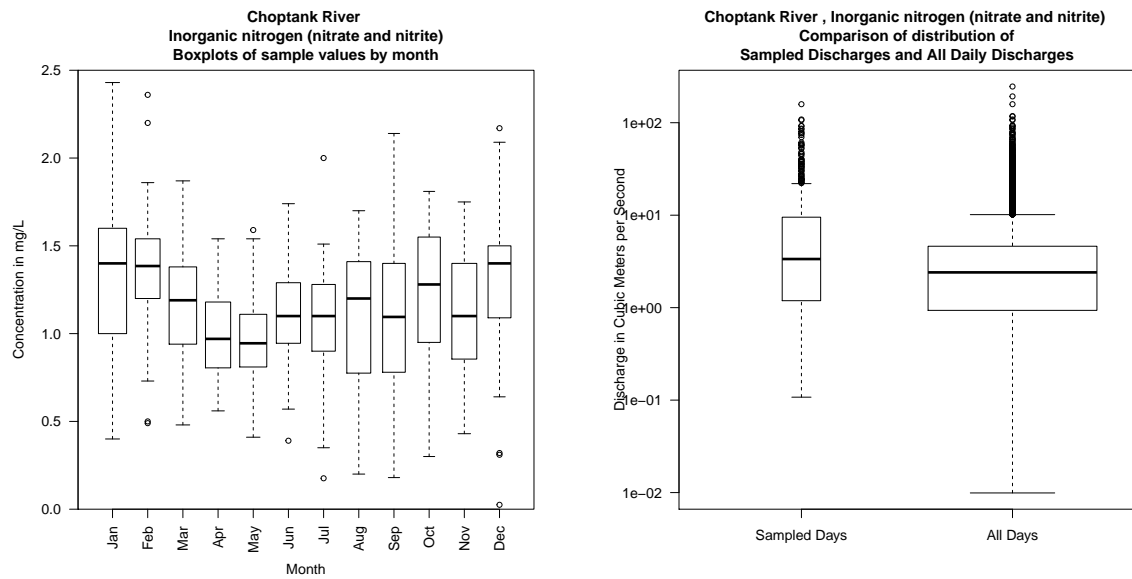 Choptank River
Inorganic nitrogen (nitrate and nitrite)
Boxplots of sample values by month
2.5
2.0
1.5
1.0
0.5
0.0
Concentration in mg/L
Jan
Feb
Mar
Apr
May
Jun
Jul
Aug
Sep
Oct
Nov
Dec
Month
Choptank River , Inorganic nitrogen (nitrate and nitrite)
Comparison of distribution of
Sampled Discharges and All Daily Discharges
1e+02
1e+01
1e+00
1e−01
1e−02
Discharge in Cubic Meters per Second
Sampled Days
All Days